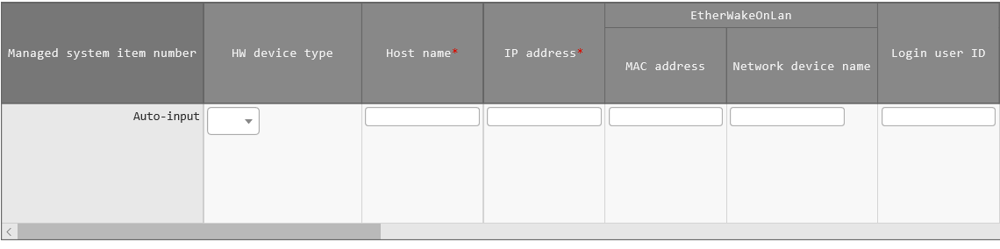 Managed system item number
HW device type
Host name*
IP address*
EtherWakeOnLan
MAC address
Network device name
Login user ID
Auto-input